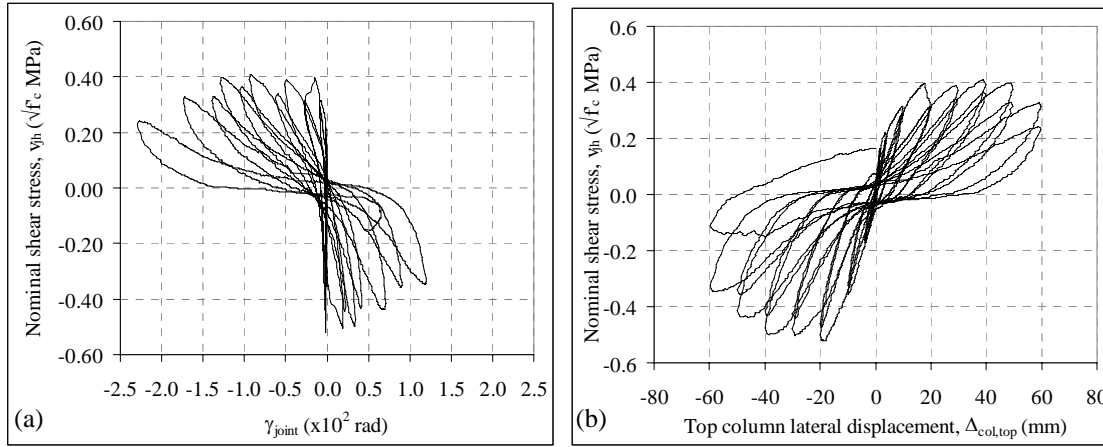 Nominal shear stress, vjh (√f'c MPa)
0.60
0.40
0.20
0.00
-0.20
-0.40
-0.60
-2.5 -2.0 -1.5 -1.0 -0.5 0.0 0.5 1.0 1.5 2.0 2.5
(a)
γjoint (x10² rad)
Nominal shear stress, vjh (√f'c MPa)
0.6
0.4
0.2
0.0
-0.2
-0.4
-0.6
-80 -60 -40 -20 0 20 40 60 80
(b)
Top column lateral displacement, Δcol,top (mm)